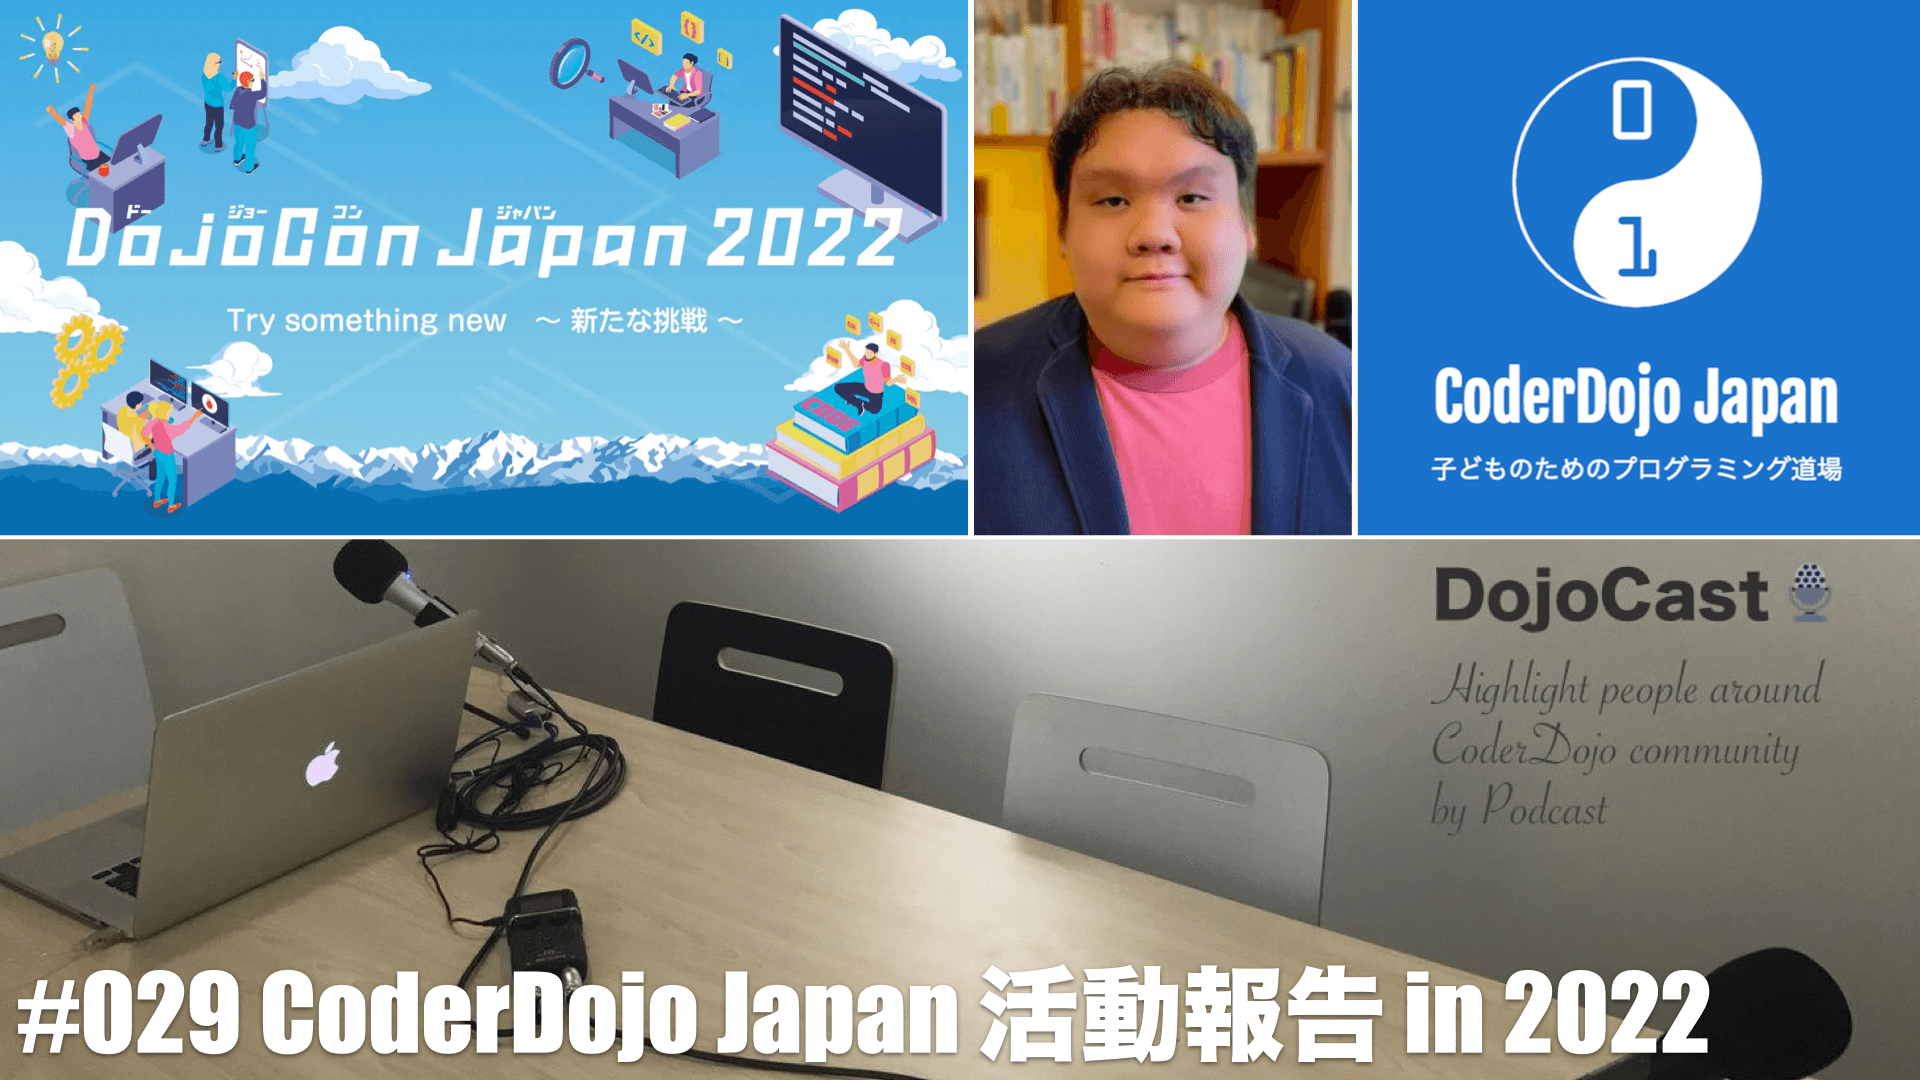 ドー ジョー コン ジャパン
DoJoCon Japan 2022
Try something new ～ 新たな挑戦 ～
CODE
0
1
CoderDojo Japan
子どものためのプログラミング道場
DojoCast
Highlight people around
CoderDojo community
by Podcast
#029 CoderDojo Japan 活動報告 in 2022